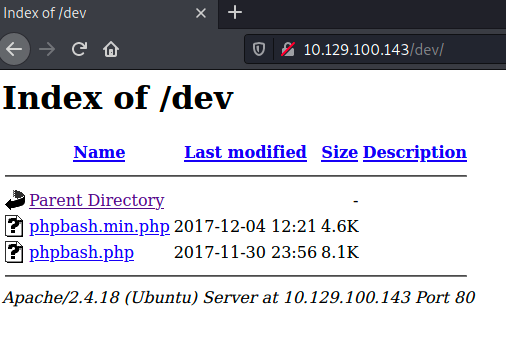 Index of /dev
10.129.100.143/dev/
Index of /dev
Name Last modified Size Description
Parent Directory -
phpbash.min.php 2017-12-04 12:21 4.6K
phpbash.php 2017-11-30 23:56 8.1K
Apache/2.4.18 (Ubuntu) Server at 10.129.100.143 Port 80